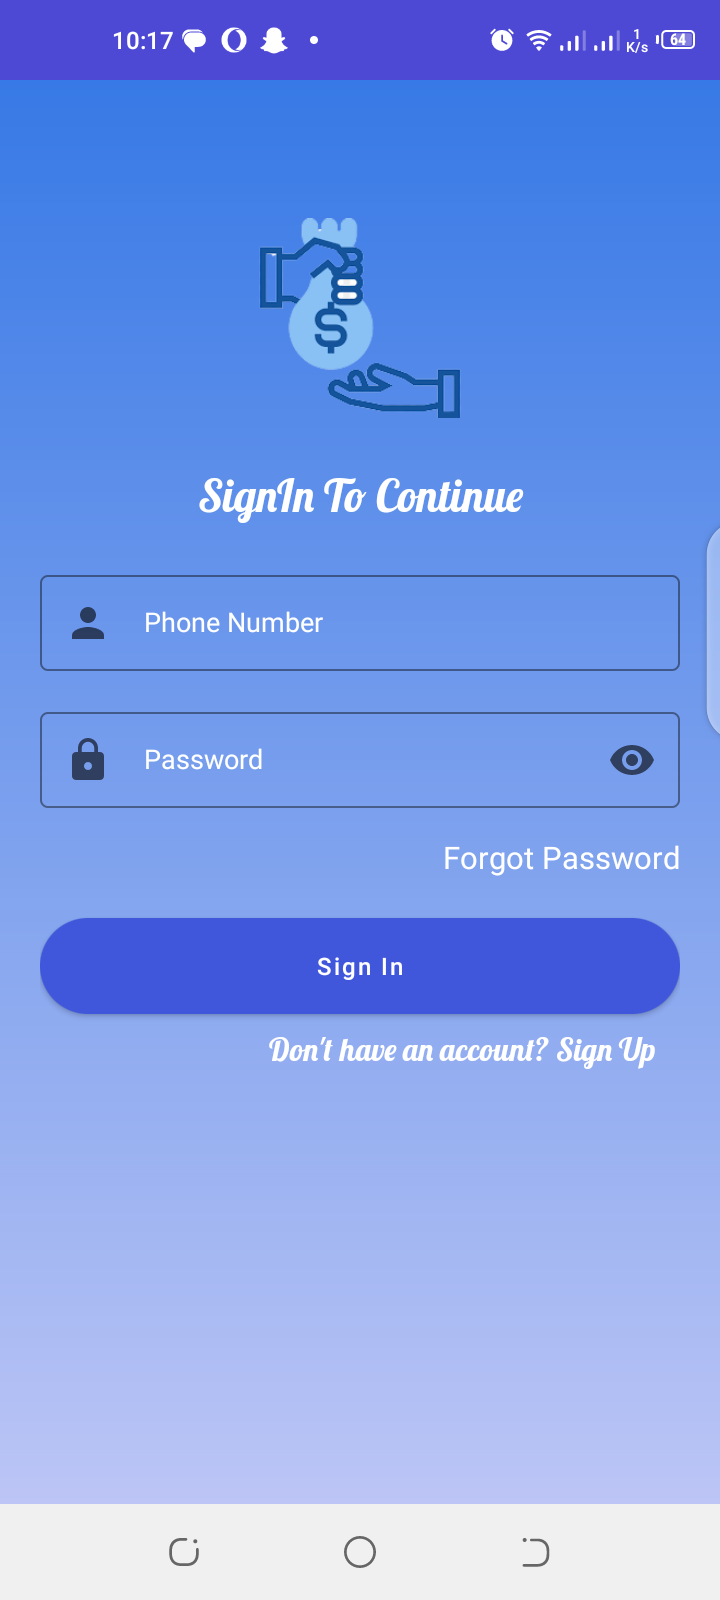 10:17
1
K/s
64
$
SignIn To Continue
Phone Number
Password
Forgot Password
Sign In
Don't have an account? Sign Up